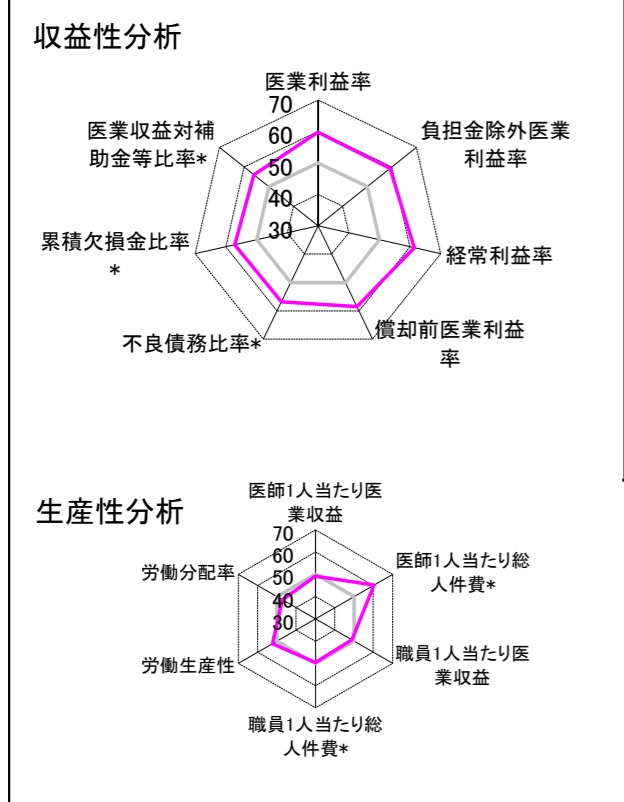 収益性分析
医業利益率
70
60
50
40
30
負担金除外医業
利益率
経常利益率
償却前医業利益
率
不良債務比率*
累積欠損金比率
*
医業収益対補
助金等比率*
生産性分析
医師1人当たり医
業収益
70
60
50
40
30
医師1人当たり総
人件費*
職員1人当たり医
業収益
職員1人当たり総
人件費*
労働生産性
労働分配率